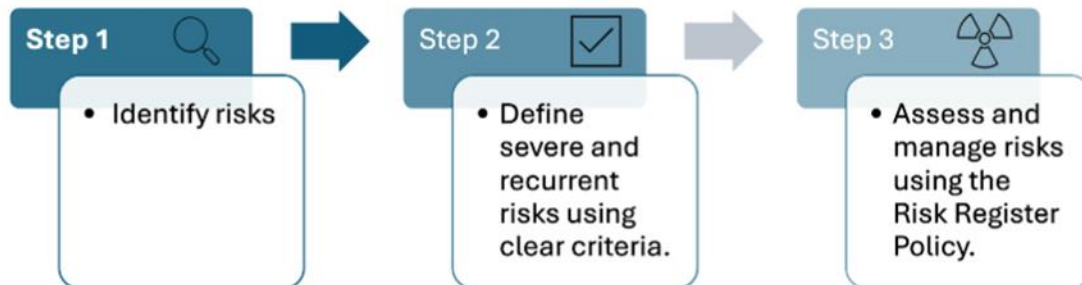 Step 1
• Identify risks
Step 2
• Define
severe and
recurrent
risks using
clear criteria.
Step 3
• Assess and
manage risks
using the
Risk Register
Policy.